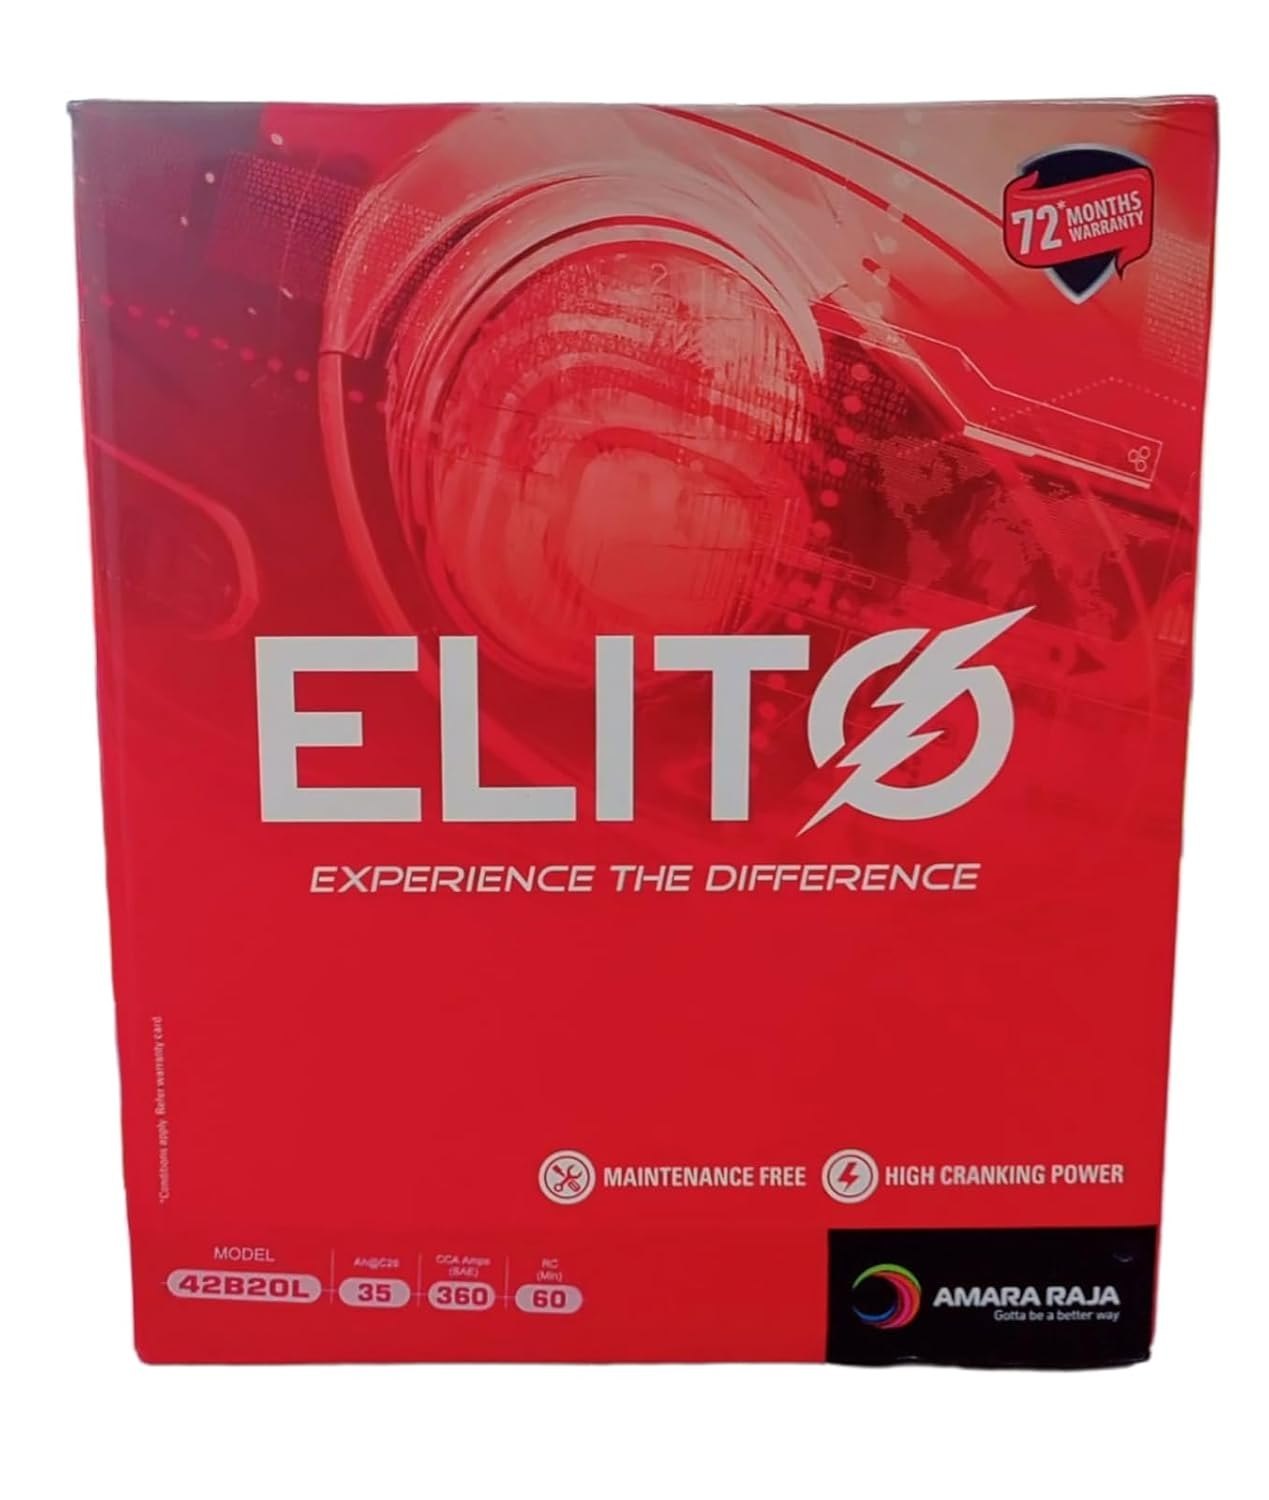 72* MONTHS
WARRANTY
ELITO
EXPERIENCE THE DIFFERENCE
*Conditions apply. Refer warranty card
MAINTENANCE FREE
HIGH CRANKING POWER
MODEL
42B20L
Ah@C20
35
CCA Amps
(SAE)
360
RC
(Min)
60
AMARA RAJA
Gotta be a better way